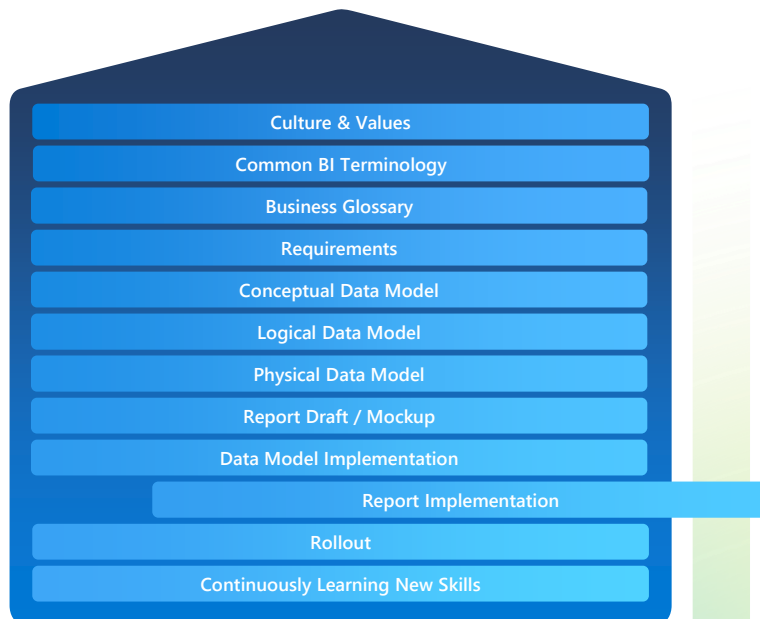 Culture & Values
Common BI Terminology
Business Glossary
Requirements
Conceptual Data Model
Logical Data Model
Physical Data Model
Report Draft / Mockup
Data Model Implementation
Report Implementation
Rollout
Continuously Learning New Skills